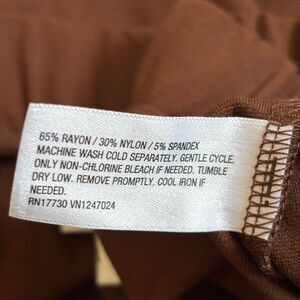 65% RAYON / 30% NYLON / 5% SPANDEX
MACHINE WASH COLD SEPARATELY. GENTLE CYCLE.
ONLY NON-CHLORINE BLEACH IF NEEDED. TUMBLE
DRY LOW. REMOVE PROMPTLY. COOL IRON IF
NEEDED.
RN17730 VN1247024